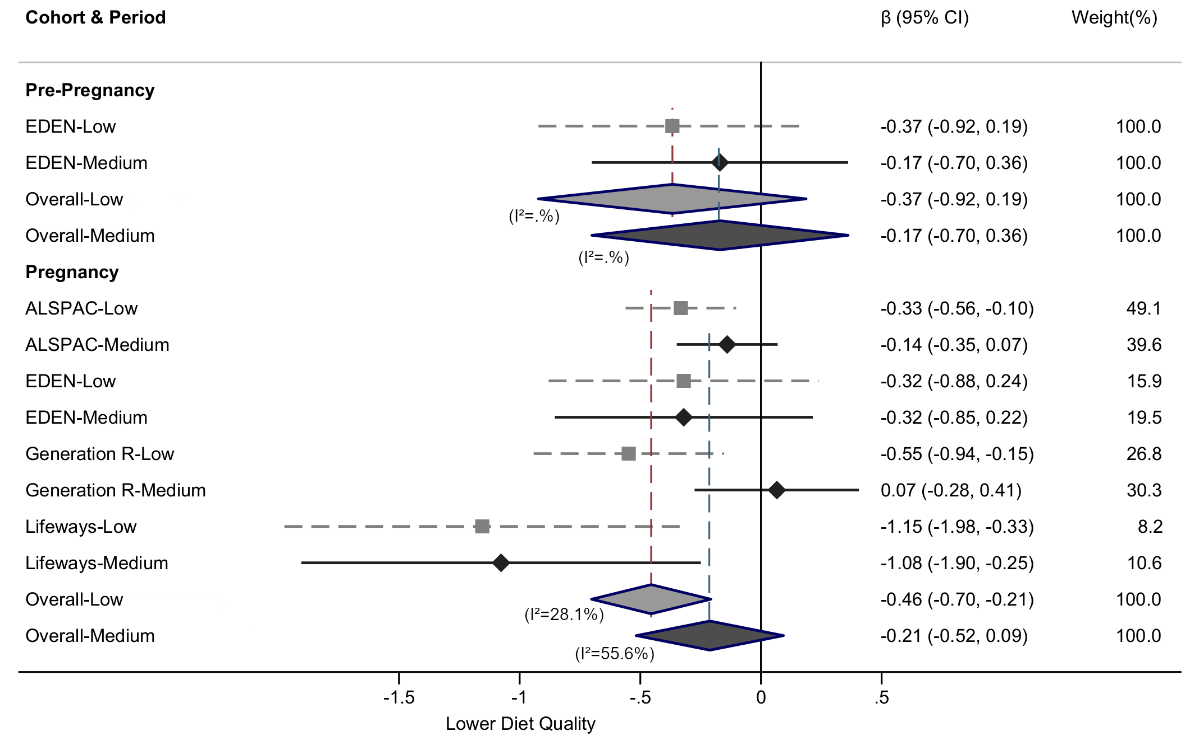 Cohort & Period β (95% CI) Weight(%)
Pre-Pregnancy
EDEN-Low -0.37 (-0.92, 0.19) 100.0
EDEN-Medium -0.17 (-0.70, 0.36) 100.0
Overall-Low -0.37 (-0.92, 0.19) 100.0
(I²=.%)
Overall-Medium -0.17 (-0.70, 0.36) 100.0
(I²=.%)
Pregnancy
ALSPAC-Low -0.33 (-0.56, -0.10) 49.1
ALSPAC-Medium -0.14 (-0.35, 0.07) 39.6
EDEN-Low -0.32 (-0.88, 0.24) 15.9
EDEN-Medium -0.32 (-0.85, 0.22) 19.5
Generation R-Low -0.55 (-0.94, -0.15) 26.8
Generation R-Medium 0.07 (-0.28, 0.41) 30.3
Lifeways-Low -1.15 (-1.98, -0.33) 8.2
Lifeways-Medium -1.08 (-1.90, -0.25) 10.6
Overall-Low -0.46 (-0.70, -0.21) 100.0
(I²=28.1%)
Overall-Medium -0.21 (-0.52, 0.09) 100.0
(I²=55.6%)
-1.5 -1 -.5 0 .5
Lower Diet Quality